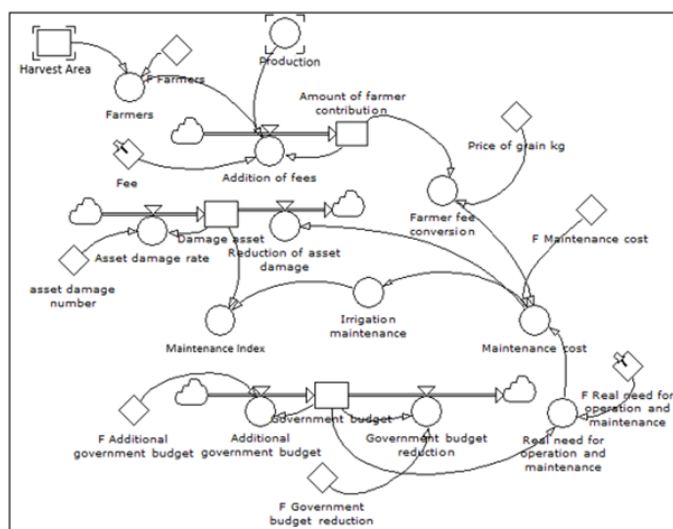 Harvest Area
F Farmers
Production
Farmers
Amount of farmer
contribution
Price of grain kg
Fee
Addition of fees
Farmer fee
conversion
F Maintenance cost
Damage asset
Asset damage rate
Reduction of asset
damage
asset damage
number
Irrigation
maintenance
Maintenance Index
Maintenance cost
F Real need for
operation and
maintenance
Government budget
F Additional
government budget
Additional
government budget
Government budget
reduction
Real need for
operation and
maintenance
F Government
budget reduction